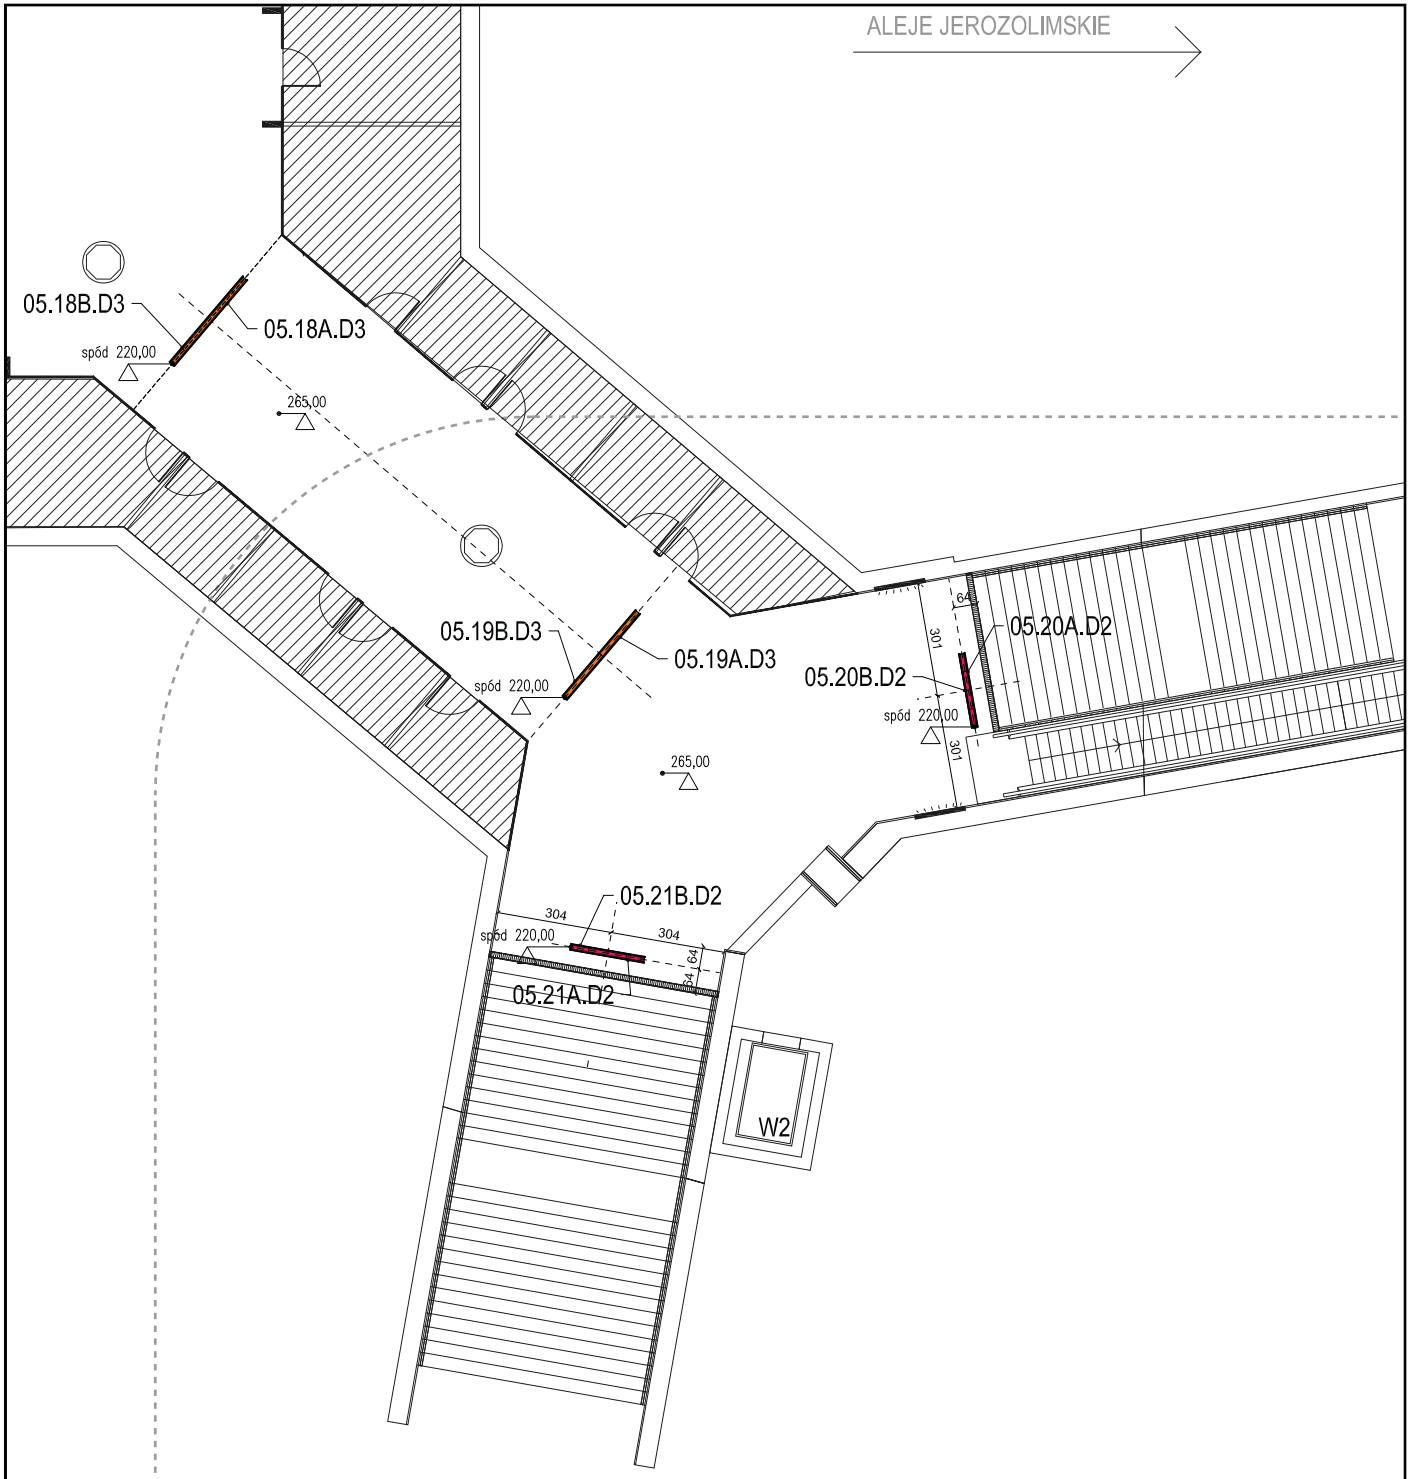 ALEJE JEROZOLIMSKIE
05.18B.D3
05.18A.D3
spód 220,00
265,00
05.19B.D3
05.19A.D3
spód 220,00
64
301
05.20A.D2
05.20B.D2
spód 220,00
301
265,00
05.21B.D2
304
304
spód 220,00
64
64
05.21A.D2
W2